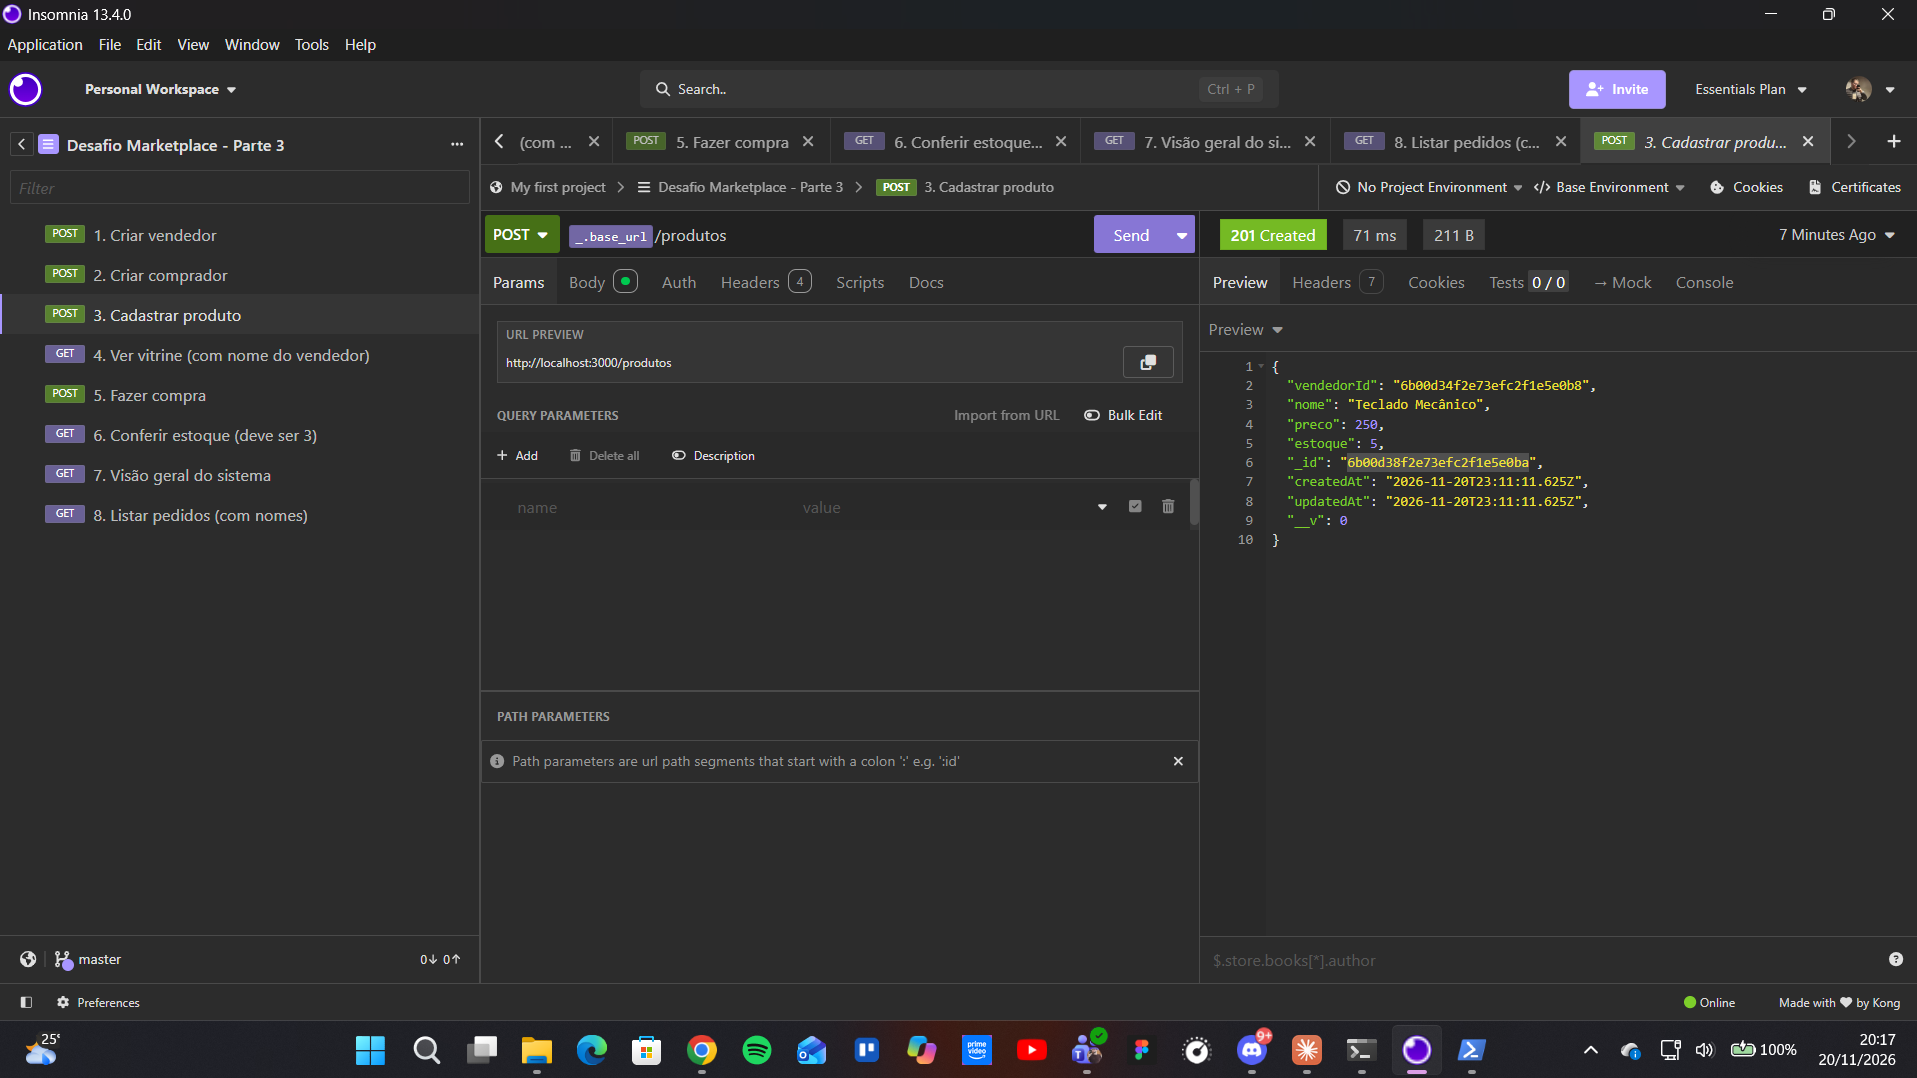 Insomnia 13.4.0
Application File Edit View Window Tools Help
Personal Workspace
Search..
Ctrl + P
Invite
Essentials Plan
Desafio Marketplace - Parte 3
(com ...
POST 5. Fazer compra
GET 6. Conferir estoque...
GET 7. Visão geral do si...
GET 8. Listar pedidos (c...
POST 3. Cadastrar produ...
Filter
My first project
Desafio Marketplace - Parte 3
POST 3. Cadastrar produto
No Project Environment
Base Environment
Cookies
Certificates
POST 1. Criar vendedor
POST 2. Criar comprador
POST 3. Cadastrar produto
GET 4. Ver vitrine (com nome do vendedor)
POST 5. Fazer compra
GET 6. Conferir estoque (deve ser 3)
GET 7. Visão geral do sistema
GET 8. Listar pedidos (com nomes)
POST
_.base_url /produtos
Send
201 Created
71 ms
211 B
7 Minutes Ago
Params Body Auth Headers 4 Scripts Docs
URL PREVIEW
http://localhost:3000/produtos
QUERY PARAMETERS
Import from URL
Bulk Edit
Add
Delete all
Description
name
value
PATH PARAMETERS
Path parameters are url path segments that start with a colon ':' e.g. ':id'
Preview Headers 7 Cookies Tests 0 / 0 → Mock Console
Preview
1 {
2 "vendedorId": "6b00d34f2e73efc2f1e5e0b8",
3 "nome": "Teclado Mecânico",
4 "preco": 250,
5 "estoque": 5,
6 "_id": "6b00d38f2e73efc2f1e5e0ba",
7 "createdAt": "2026-11-20T23:11:11.625Z",
8 "updatedAt": "2026-11-20T23:11:11.625Z",
9 "__v": 0
10 }
$.store.books[*].author
master
0↓ 0↑
Preferences
Online
Made with ♥ by Kong
25°
prime video
9+
100%
20:17
20/11/2026